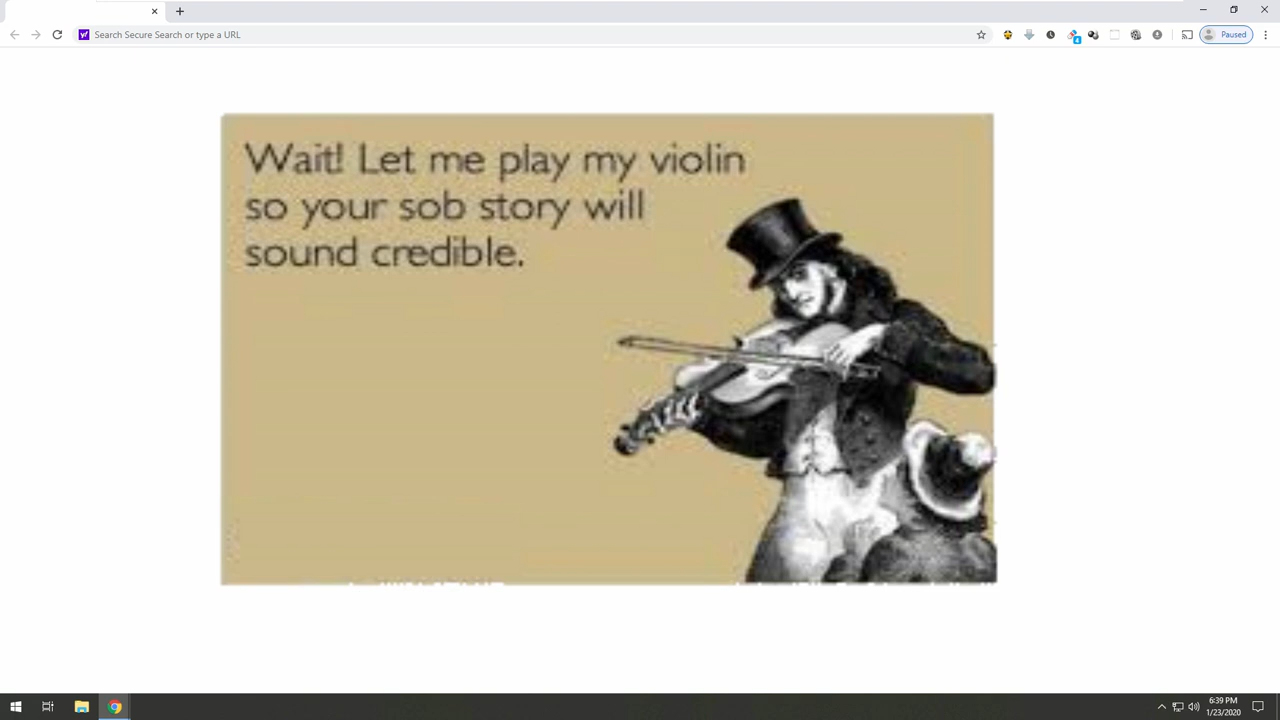 Search Secure Search or type a URL
Paused
Wait! Let me play my violin
so your sob story will
sound credible.
6:39 PM
1/23/2020